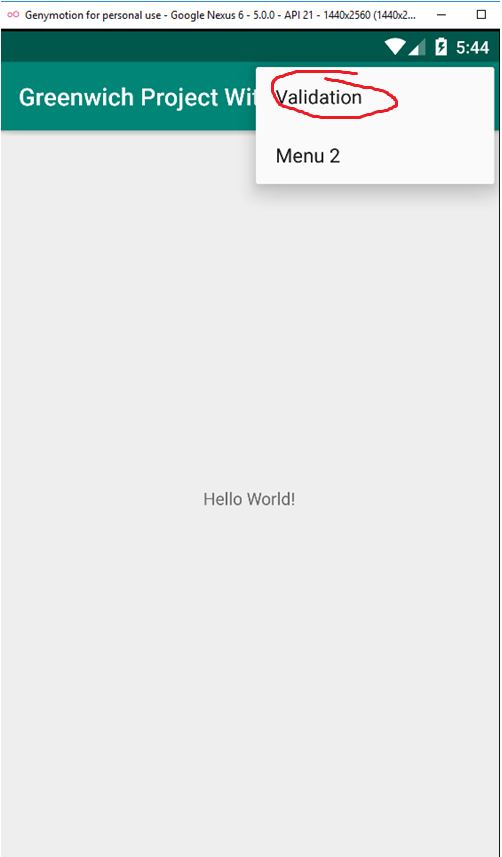 Genymotion for personal use - Google Nexus 6 - 5.0.0 - API 21 - 1440x2560 (1440x2...
5:44
Greenwich Project Wit
Validation
Menu 2
Hello World!